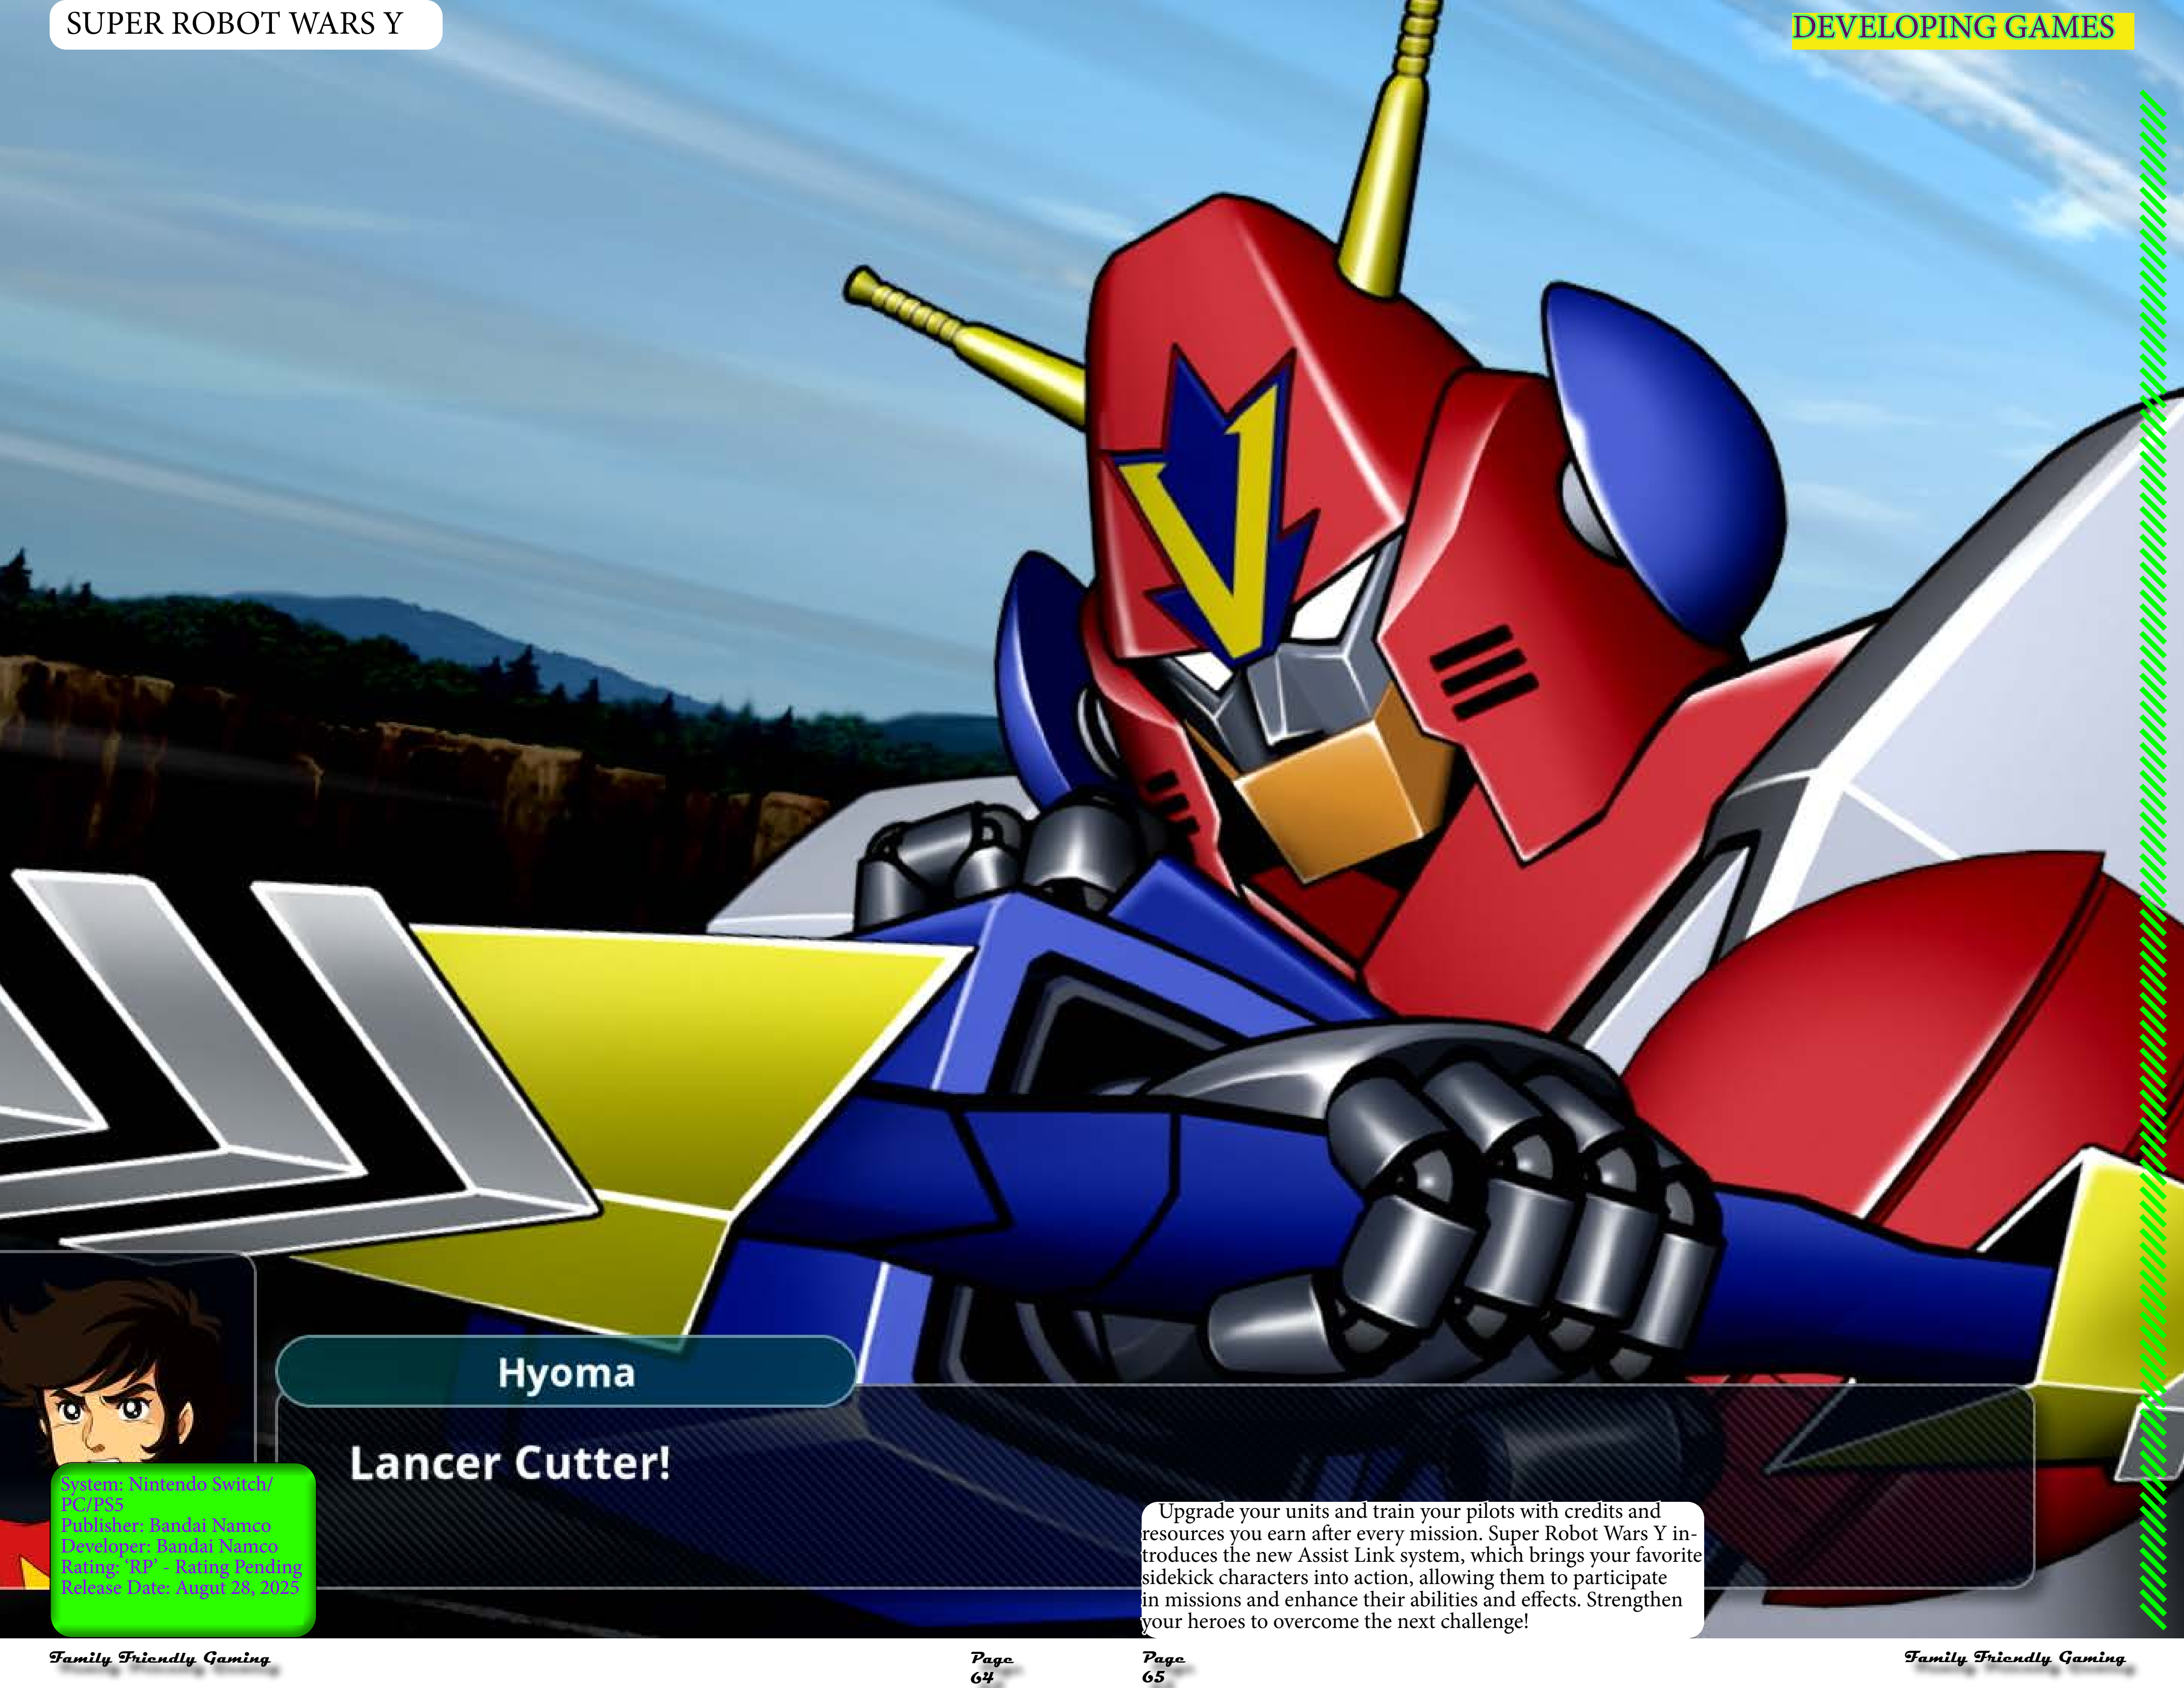 SUPER ROBOT WARS Y
DEVELOPING GAMES
V
Hyoma
Lancer Cutter!
System: Nintendo Switch/
PC/PS5
Publisher: Bandai Namco
Developer: Bandai Namco
Rating: ‘RP’ - Rating Pending
Release Date: Augut 28, 2025
Upgrade your units and train your pilots with credits and
resources you earn after every mission. Super Robot Wars Y in-
troduces the new Assist Link system, which brings your favorite
sidekick characters into action, allowing them to participate
in missions and enhance their abilities and effects. Strengthen
your heroes to overcome the next challenge!
Family Friendly Gaming
Page
64
Page
65
Family Friendly Gaming